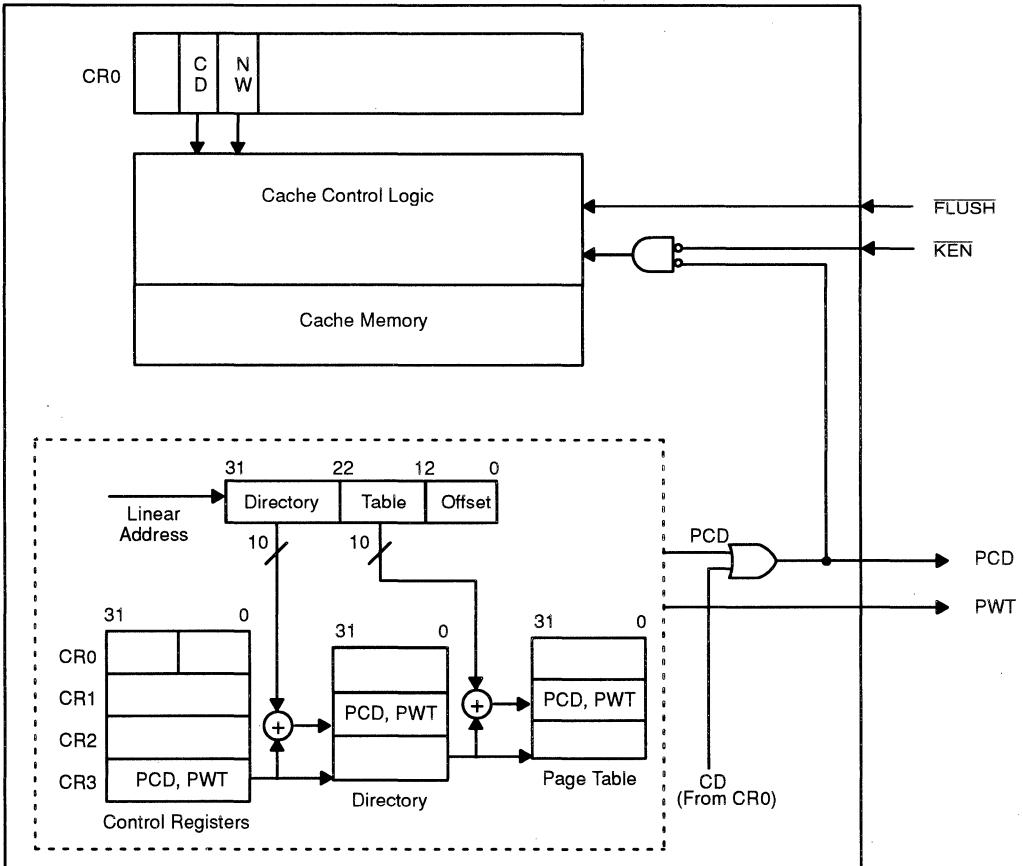 CR0
C D
N W
Cache Control Logic
FLUSH
KEN
Cache Memory
31 22 12 0
Directory Table Offset
Linear Address
10 10
PCD
PCD
PWT
31 0
31 0
31 0
CR0
CR1
PCD, PWT
PCD, PWT
CR2
CR3 PCD, PWT
Page Table
CD
(From CR0)
Directory
Control Registers